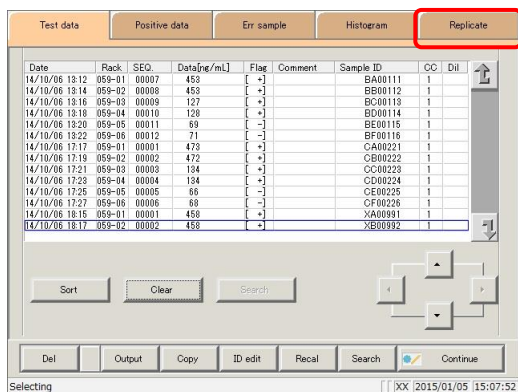 Test data Positive data Err sample Histogram Replicate
Date Rack SEQ. Data[ng/mL] Flag Comment Sample ID CC Dil
14/10/06 13:12 059-01 00007 453 [ +] BA00111 1
14/10/06 13:14 059-02 00008 453 [ +] BB00112 1
14/10/06 13:16 059-03 00009 127 [ +] BC00113 1
14/10/06 13:18 059-04 00010 128 [ +] BD00114 1
14/10/06 13:20 059-05 00011 69 [ -] BE00115 1
14/10/06 13:22 059-06 00012 71 [ -] BF00116 1
14/10/06 17:17 059-01 00001 473 [ +] CA00221 1
14/10/06 17:19 059-02 00002 472 [ +] CB00222 1
14/10/06 17:21 059-03 00003 134 [ +] CC00223 1
14/10/06 17:23 059-04 00004 134 [ +] CD00224 1
14/10/06 17:25 059-05 00005 66 [ -] CE00225 1
14/10/06 17:27 059-06 00006 68 [ -] CF00226 1
14/10/06 18:15 059-01 00001 458 [ +] XA00991 1
14/10/06 18:17 059-02 00002 458 [ +] XB00992 1
Sort Clear Search
Del Output Copy ID edit Recal Search Continue
Selecting XX 2015/01/05 15:07:52